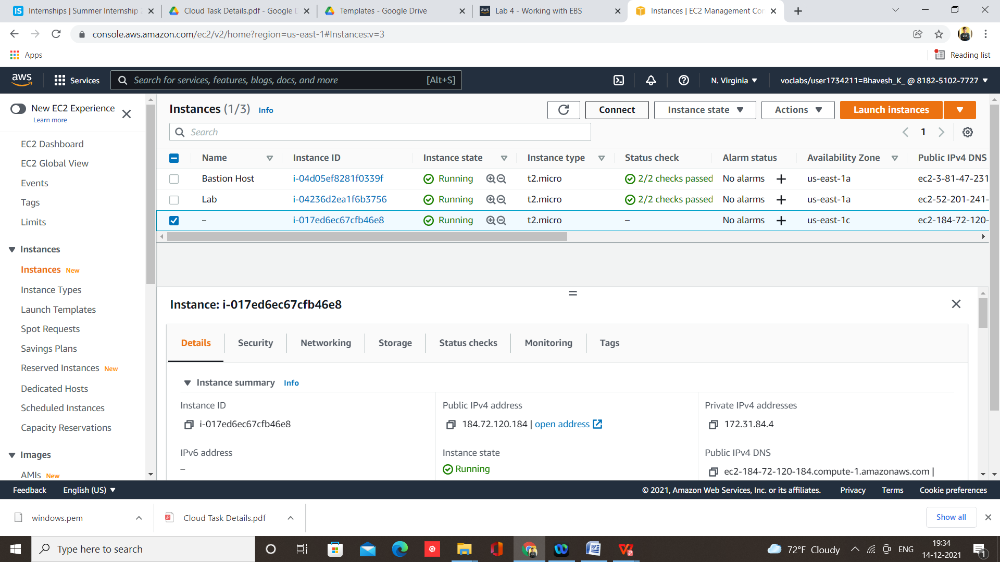 Internships | Summer Internship 2
Cloud Task Details.pdf - Google D
Templates - Google Drive
Lab 4 - Working with EBS
Instances | EC2 Management Con
console.aws.amazon.com/ec2/v2/home?region=us-east-1#Instances:v=3
Apps
Reading list
aws
Services
Search for services, features, blogs, docs, and more
[Alt+S]
N. Virginia
voclabs/user1734211=Bhavesh_K_ @ 8182-5102-7727
New EC2 Experience
Learn more
EC2 Dashboard
EC2 Global View
Events
Tags
Limits
Instances
Instances New
Instance Types
Launch Templates
Spot Requests
Savings Plans
Reserved Instances New
Dedicated Hosts
Scheduled Instances
Capacity Reservations
Images
AMIs New
Instances (1/3) Info
Connect
Instance state
Actions
Launch instances
Search
1
Name Instance ID Instance state Instance type Status check Alarm status Availability Zone Public IPv4 DNS
Bastion Host i-04d05ef8281f0339f Running t2.micro 2/2 checks passed No alarms + us-east-1a ec2-3-81-47-231
Lab i-04236d2ea1f6b3756 Running t2.micro 2/2 checks passed No alarms + us-east-1a ec2-52-201-241-
– i-017ed6ec67cfb46e8 Running t2.micro – No alarms + us-east-1c ec2-184-72-120-
Instance: i-017ed6ec67cfb46e8
Details Security Networking Storage Status checks Monitoring Tags
Instance summary Info
Instance ID
i-017ed6ec67cfb46e8
Public IPv4 address
184.72.120.184 | open address
Private IPv4 addresses
172.31.84.4
IPv6 address
–
Instance state
Running
Public IPv4 DNS
ec2-184-72-120-184.compute-1.amazonaws.com |
Feedback English (US)
© 2021, Amazon Web Services, Inc. or its affiliates. Privacy Terms Cookie preferences
windows.pem
Cloud Task Details.pdf
Show all
Type here to search
72°F Cloudy
ENG
19:34
14-12-2021
1